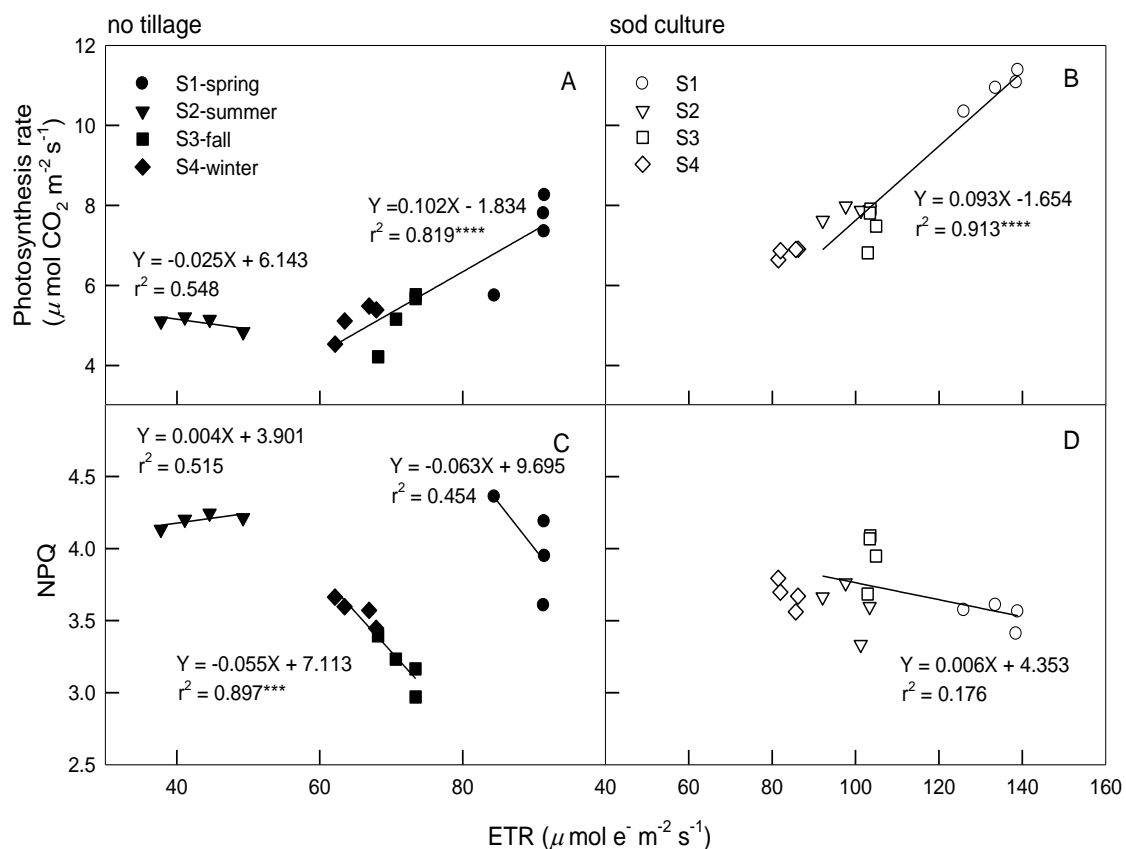 no tillage
sod culture
12
10
8
6
4
Photosynthesis rate
(μ mol CO2 m-2 s-1)
S1-spring
S2-summer
S3-fall
S4-winter
A
Y =0.102X - 1.834
r2 = 0.819****
Y = -0.025X + 6.143
r2 = 0.548
S1
S2
S3
S4
B
Y = 0.093X -1.654
r2 = 0.913****
4.5
4.0
3.5
3.0
2.5
NPQ
Y = 0.004X + 3.901
r2 = 0.515
C
Y = -0.063X + 9.695
r2 = 0.454
Y = -0.055X + 7.113
r2 = 0.897***
D
Y = 0.006X + 4.353
r2 = 0.176
40 60 80 40 60 80 100 120 140 160
ETR (μ mol e- m-2 s-1)